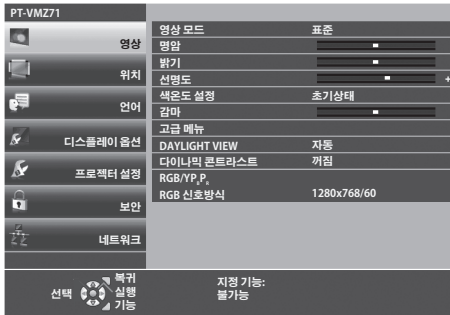 PT-VMZ71
영상
위치
언어
디스플레이 옵션
프로젝터 설정
보안
네트워크
영상 모드 표준
명암
밝기
선명도 +
색온도 설정 초기상태
감마
고급 메뉴
DAYLIGHT VIEW 자동
다이나믹 콘트라스트 꺼짐
RGB/YPBPR
RGB 신호방식 1280x768/60
선택
복귀
실행
기능
지정 기능:
불가능